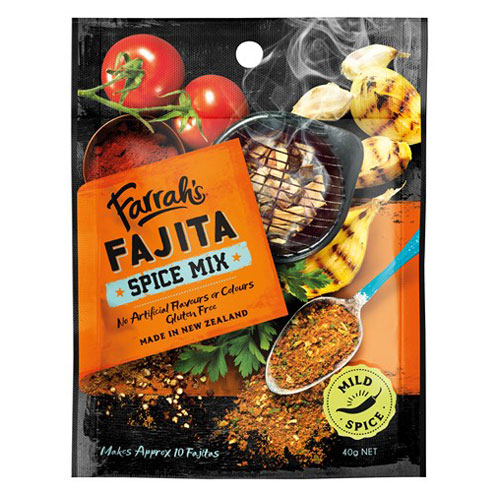 Farrah's
FAJITA
SPICE MIX
No Artificial Flavours or Colours
Gluten Free
MADE IN NEW ZEALAND
MILD
SPICE
Makes Approx 10 Fajitas
40g NET